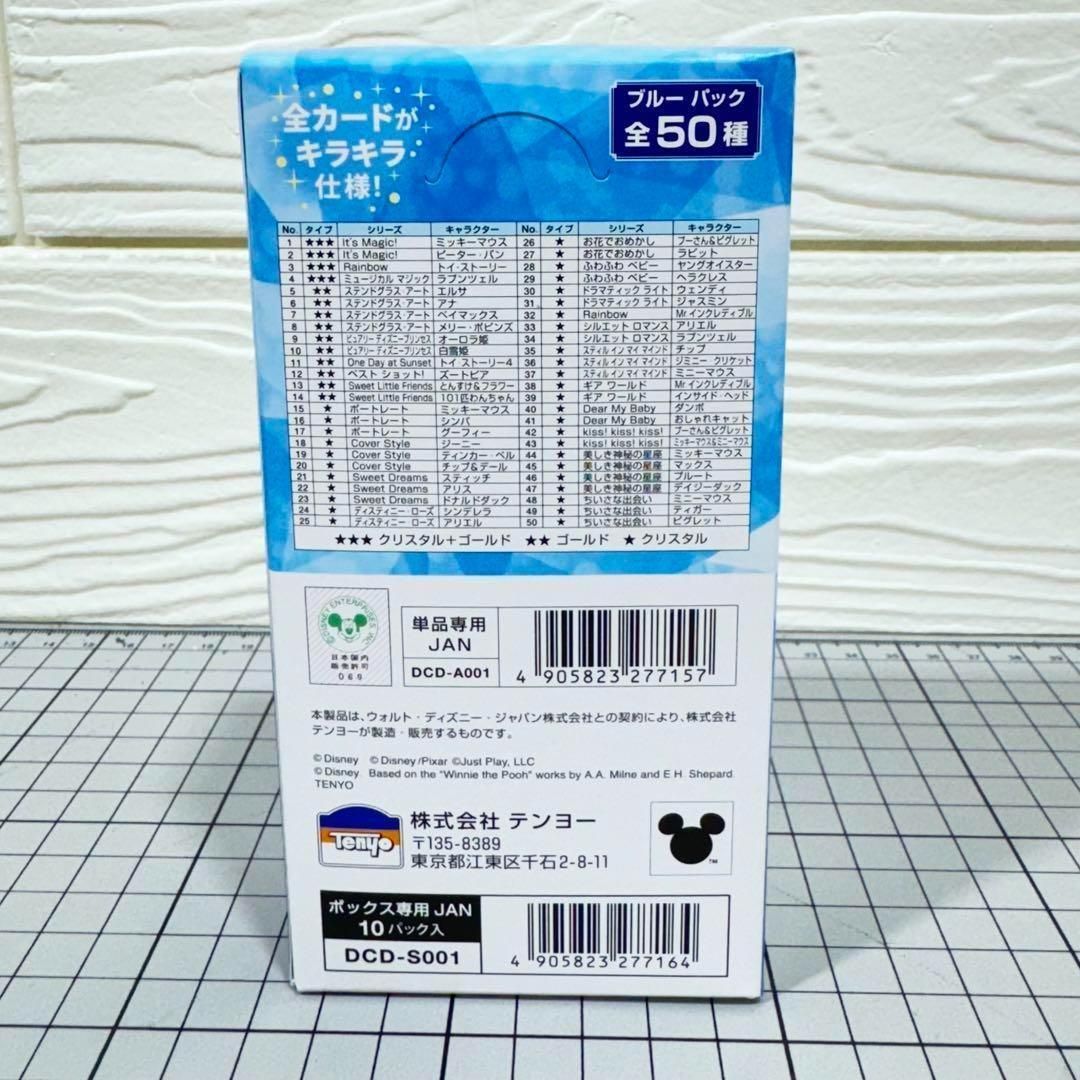 全カードが
キラキラ
仕様!
ブルー パック
全50種
No. タイプ シリーズ キャラクター
1 ★★★ It's Magic! ミッキーマウス
2 ★★★ It's Magic! ピーター・パン
3 ★★★ Rainbow トイ・ストーリー
4 ★★★ ミュージカル マジック ラプンツェル
5 ★★ ステンドグラス・アート エルサ
6 ★★ ステンドグラス・アート アナ
7 ★★ ステンドグラス・アート ベイマックス
8 ★★ ステンドグラス・アート メリー・ポピンズ
9 ★★ ピュアリー ディズニープリンセス オーロラ姫
10 ★★ ピュアリー ディズニープリンセス 白雪姫
11 ★★ One Day at Sunset トイ・ストーリー4
12 ★★ ベスト ショット! ズートピア
13 ★★ Sweet Little Friends とんすけ&フラワー
14 ★★ Sweet Little Friends 101匹わんちゃん
15 ★ ポートレート ミッキーマウス
16 ★ ポートレート シンバ
17 ★ ポートレート グーフィー
18 ★ Cover Style ジーニー
19 ★ Cover Style ティンカー・ベル
20 ★ Cover Style チップ&デール
21 ★ Sweet Dreams スティッチ
22 ★ Sweet Dreams アリス
23 ★ Sweet Dreams ドナルドダック
24 ★ ディスティニー・ローズ シンデレラ
25 ★ ディスティニー・ローズ アリエル
No. タイプ シリーズ キャラクター
26 ★ お花でおめかし プーさん&ピグレット
27 ★ お花でおめかし ラビット
28 ★ ふわふわ ベビー ヤングオイスター
29 ★ ふわふわ ベビー ヘラクレス
30 ★ ドラマティック ライト ウェンディ
31 ★ ドラマティック ライト ジャスミン
32 ★ Rainbow Mr.インクレディブル
33 ★ シルエット ロマンス アリエル
34 ★ シルエット ロマンス ラプンツェル
35 ★ スティル イン マイ マインド チップ
36 ★ スティル イン マイ マインド ジミニー クリケット
37 ★ スティル イン マイ マインド ミニーマウス
38 ★ ギア ワールド Mr.インクレディブル
39 ★ ギア ワールド インサイド・ヘッド
40 ★ Dear My Baby ダンボ
41 ★ Dear My Baby おしゃれキャット
42 ★ kiss! kiss! kiss! プーさん&ピグレット
43 ★ kiss! kiss! kiss! ミッキーマウス&ミニーマウス
44 ★ 美しき神秘の星座 ミッキーマウス
45 ★ 美しき神秘の星座 マックス
46 ★ 美しき神秘の星座 プルート
47 ★ 美しき神秘の星座 デイジーダック
48 ★ ちいさな出会い ミニーマウス
49 ★ ちいさな出会い ティガー
50 ★ ちいさな出会い ピグレット
★★★ クリスタル+ゴールド ★★ ゴールド ★ クリスタル
©DISNEY ENTERPRISES, INC.
日本国内
販売許可
069
単品専用
JAN
DCD-A001
4 905823 277157
本製品は、ウォルト・ディズニー・ジャパン株式会社との契約により、株式会社
テンヨーが製造・販売するものです。
©Disney ©Disney/Pixar ©Just Play, LLC
©Disney. Based on the "Winnie the Pooh" works by A.A. Milne and E.H. Shepard.
TENYO
Tenyo
株式会社 テンヨー
〒135-8389
東京都江東区千石2-8-11
TM
ボックス専用 JAN
10パック入
DCD-S001
4 905823 277164